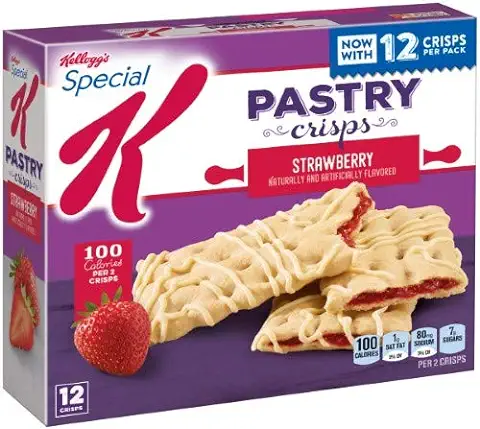 Kellogg's
Special
K
PASTRY
crisps
STRAWBERRY
NATURALLY AND ARTIFICIALLY FLAVORED
NOW
WITH
12
CRISPS
PER PACK
100
Calories
PER 2
CRISPS
12
CRISPS
100
CALORIES
1g
SAT FAT
80mg
SODIUM
7g
SUGARS
PER 2 CRISPS
Special
K
PASTRY
crisps
STRAWBERRY